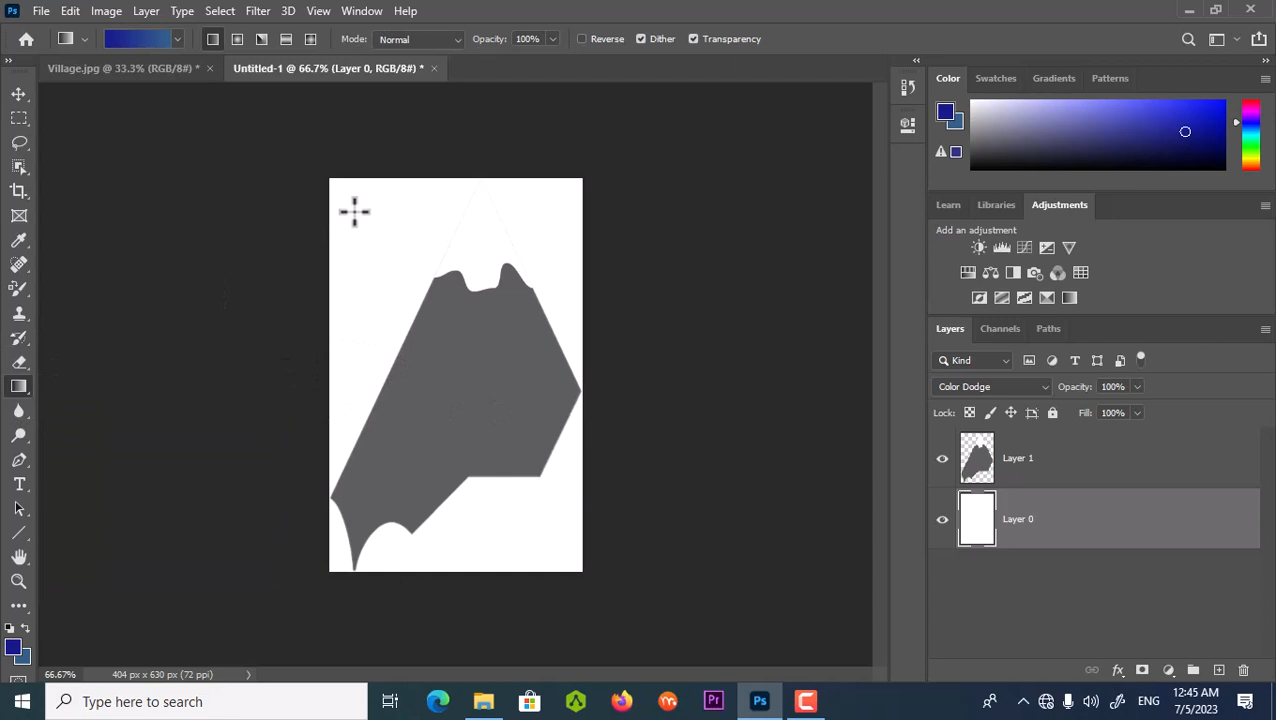 Ps File Edit Image Layer Type Select Filter 3D View Window Help
Mode: Normal Opacity: 100% Reverse Dither Transparency
Village.jpg @ 33.3% (RGB/8#) * × Untitled-1 @ 66.7% (Layer 0, RGB/8#) * ×
Color Swatches Gradients Patterns
Learn Libraries Adjustments
Add an adjustment
Layers Channels Paths
Kind
Color Dodge Opacity: 100%
Lock: Fill: 100%
Layer 1
Layer 0
66.67% 404 px x 630 px (72 ppi)
Type here to search
Pr Ps ENG 12:45 AM
7/5/2023